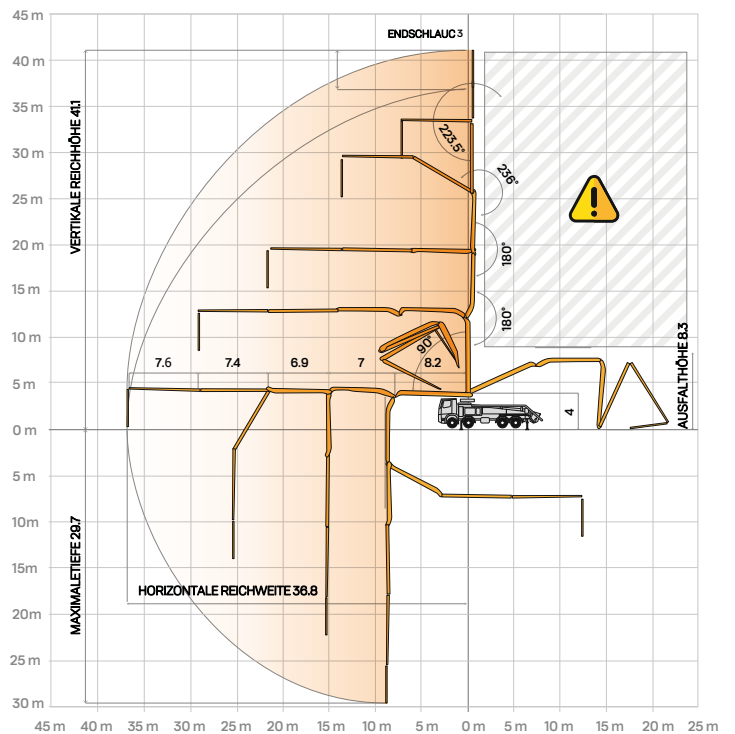 45 m
40 m
35 m
30 m
25 m
20 m
15 m
10 m
5 m
0 m
5 m
10 m
15 m
20 m
25 m
30 m
ENDSCHLAUC 3
VERTIKALE REICHHÖHE 41.1
223.5°
236°
180°
180°
90°
7.6 7.4 6.9 7 8.2
4
AUSFALTHÖHE 8.3
MAXIMALETIEFE 29.7
HORIZONTALE REICHWEITE 36.8
45 m 40 m 35 m 30 m 25 m 20 m 15 m 10 m 5 m 0 m 5 m 10 m 15 m 20 m 25 m